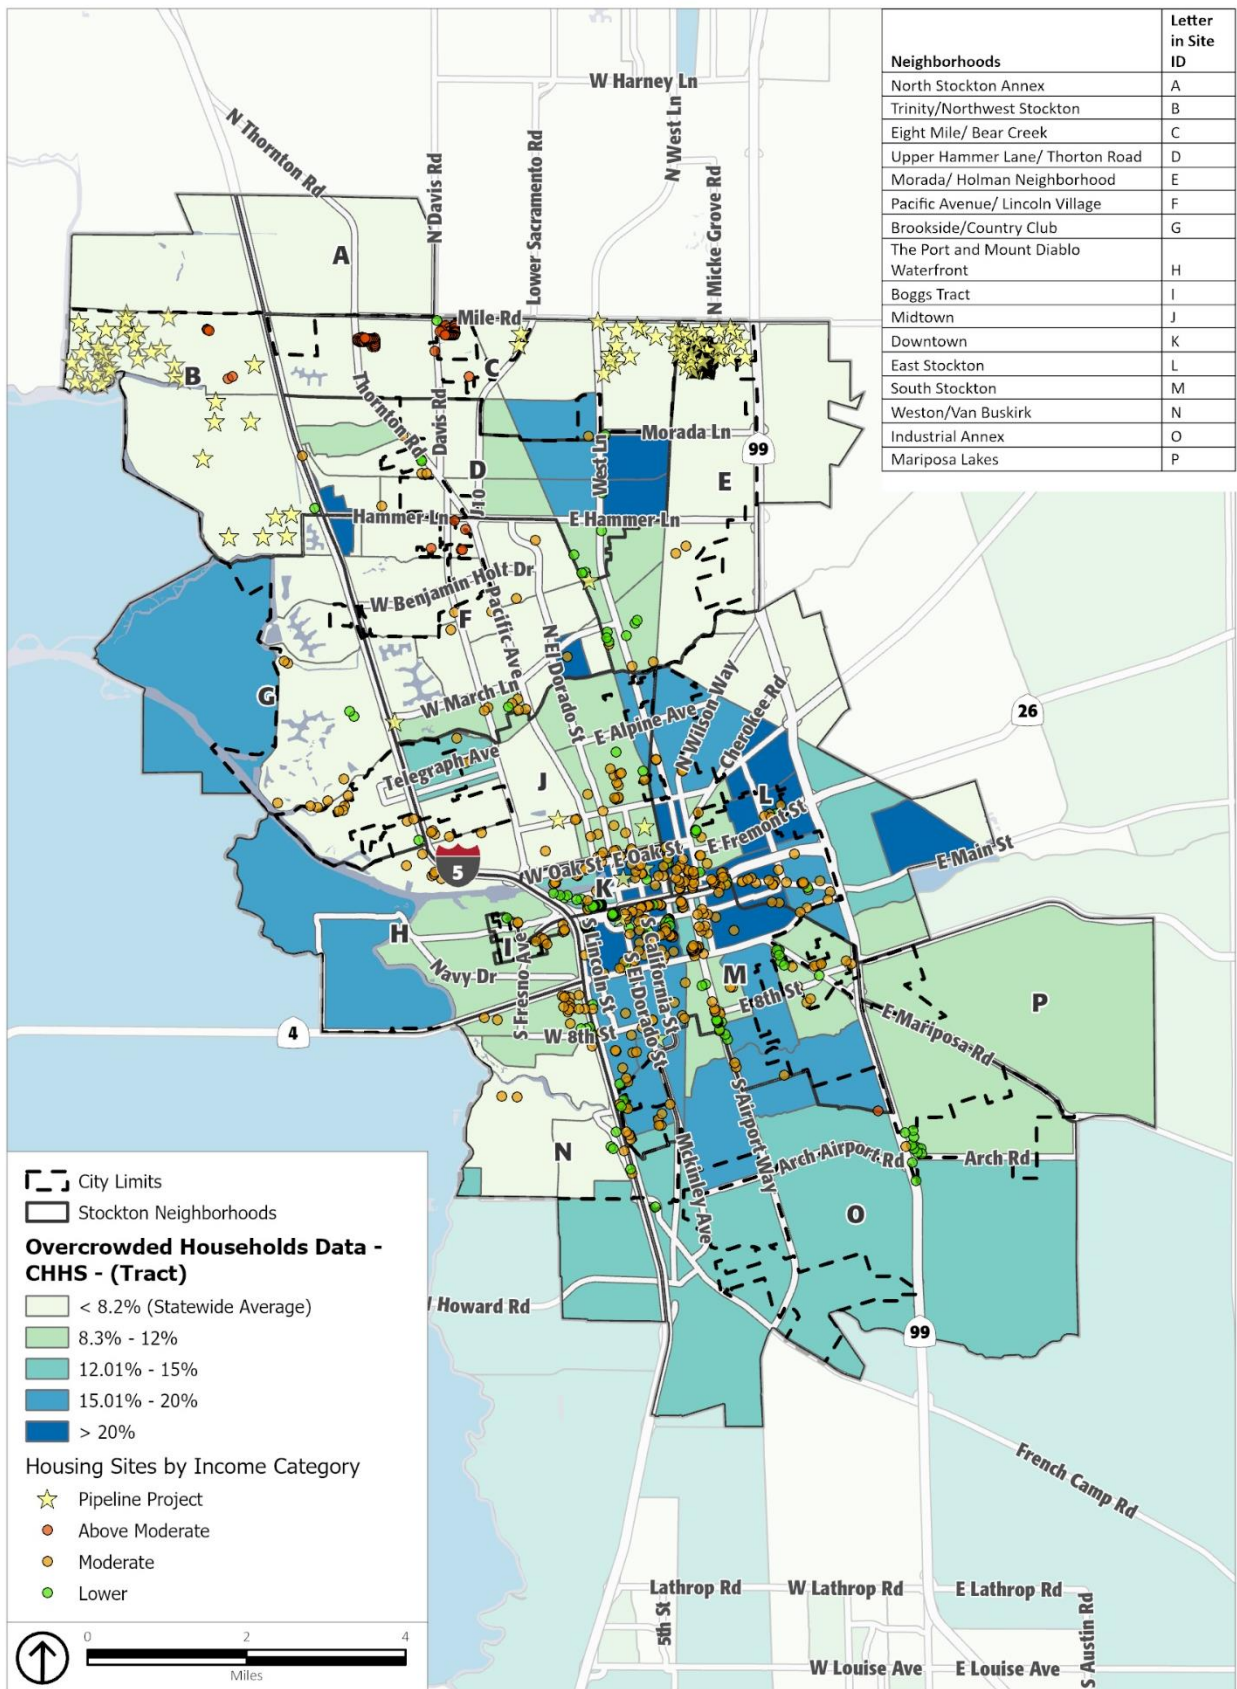 Neighborhoods
Letter
in Site
ID
North Stockton Annex A
Trinity/Northwest Stockton B
Eight Mile/ Bear Creek C
Upper Hammer Lane/ Thorton Road D
Morada/ Holman Neighborhood E
Pacific Avenue/ Lincoln Village F
Brookside/Country Club G
The Port and Mount Diablo
Waterfront H
Boggs Tract I
Midtown J
Downtown K
East Stockton L
South Stockton M
Weston/Van Buskirk N
Industrial Annex O
Mariposa Lakes P
W Harney Ln
N Thornton Rd
N Davis Rd
Lower Sacramento Rd
N West Ln
N Micke Grove Rd
A
Mile Rd
B
C
Thornton Rd
Davis Rd
D
West Ln
Morada Ln
99
E
Hammer Ln
E Hammer Ln
W Benjamin Holt Dr
F
Pacific Ave
N El Dorado St
G
W March Ln
E Alpine Ave
N Wilson Way
Cherokee Rd
26
Telegraph Ave
J
L
E Fremont St
E Main St
5
W Oak St
E Oak St
K
H
I
Navy Dr
S Fresno Ave
S Lincoln St
S El Dorado St
S California St
M
E 8th St
P
E Mariposa Rd
4
W 8th St
N
S Airport Way
Mckinley Ave
Arch Airport Rd
Arch Rd
O
Howard Rd
99
French Camp Rd
Lathrop Rd
W Lathrop Rd
E Lathrop Rd
5th St
S Austin Rd
W Louise Ave
E Louise Ave
City Limits
Stockton Neighborhoods
Overcrowded Households Data -
CHHS - (Tract)
< 8.2% (Statewide Average)
8.3% - 12%
12.01% - 15%
15.01% - 20%
> 20%
Housing Sites by Income Category
Pipeline Project
Above Moderate
Moderate
Lower
0 2 4
Miles